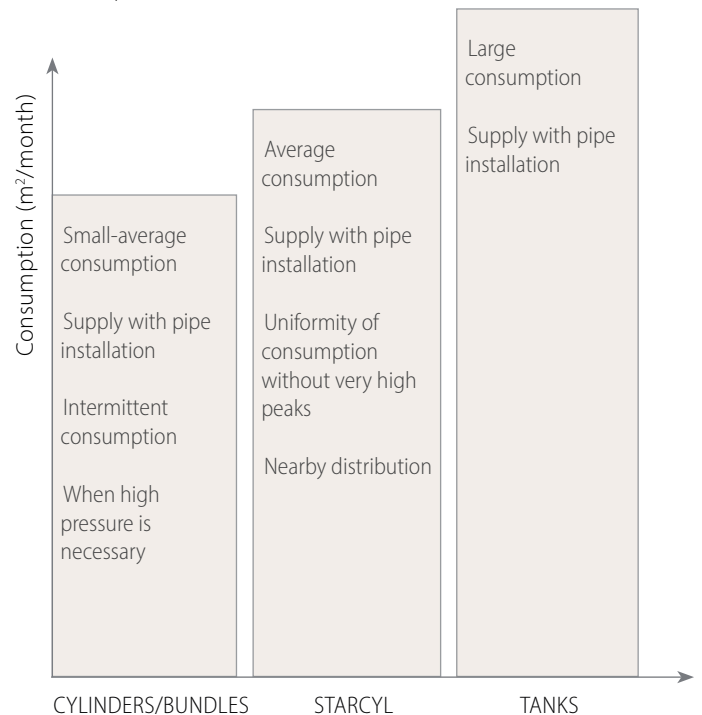 Consumption (m²/month)
Small-average
consumption
Supply with pipe
installation
Intermittent
consumption
When high
pressure is
necessary
Average
consumption
Supply with pipe
installation
Uniformity of
consumption
without very high
peaks
Nearby distribution
Large
consumption
Supply with pipe
installation
CYLINDERS/BUNDLES
STARCYL
TANKS